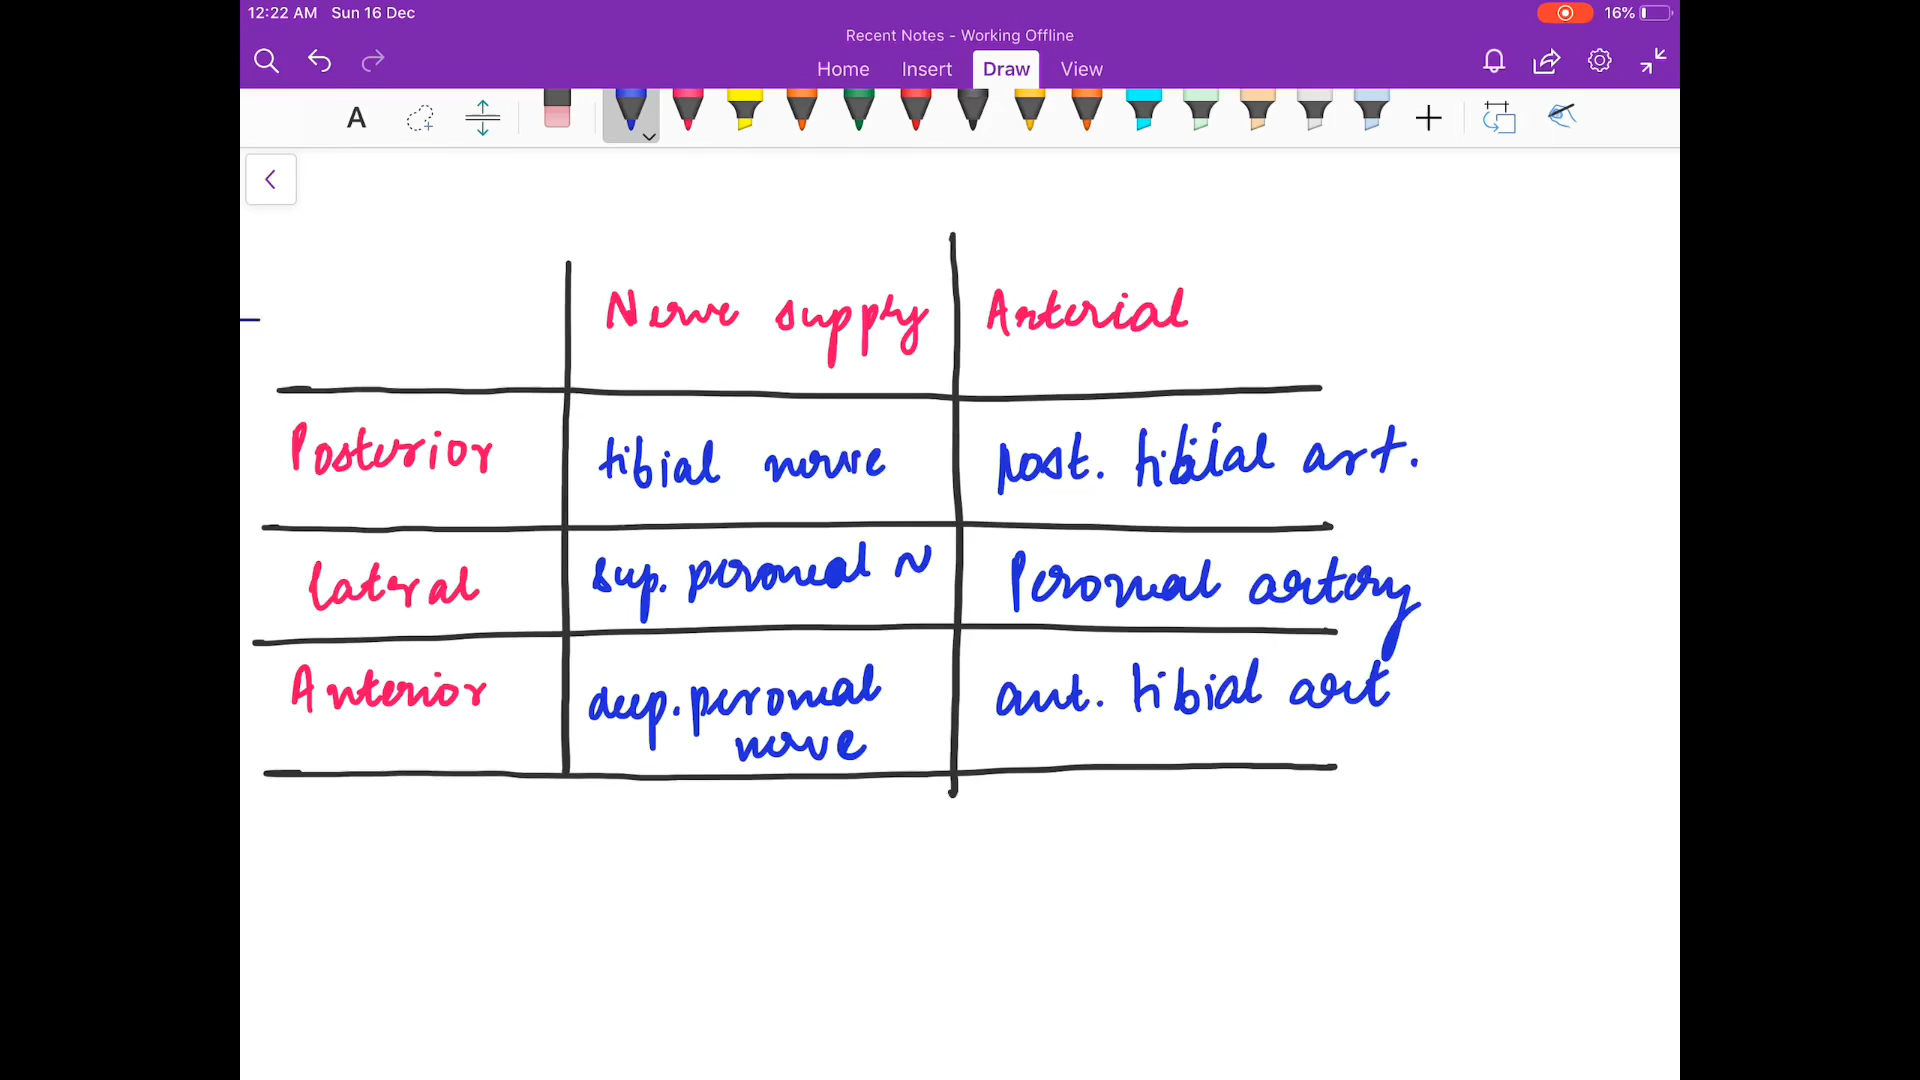 12:22 AM Sun 16 Dec
16%
Recent Notes - Working Offline
Home Insert Draw View
A
Nerve supply Arterial
Posterior tibial nerve post. tibial art.
lateral sup. peroneal N Peroneal artery
Anterior deep. peroneal nerve ant. tibial art